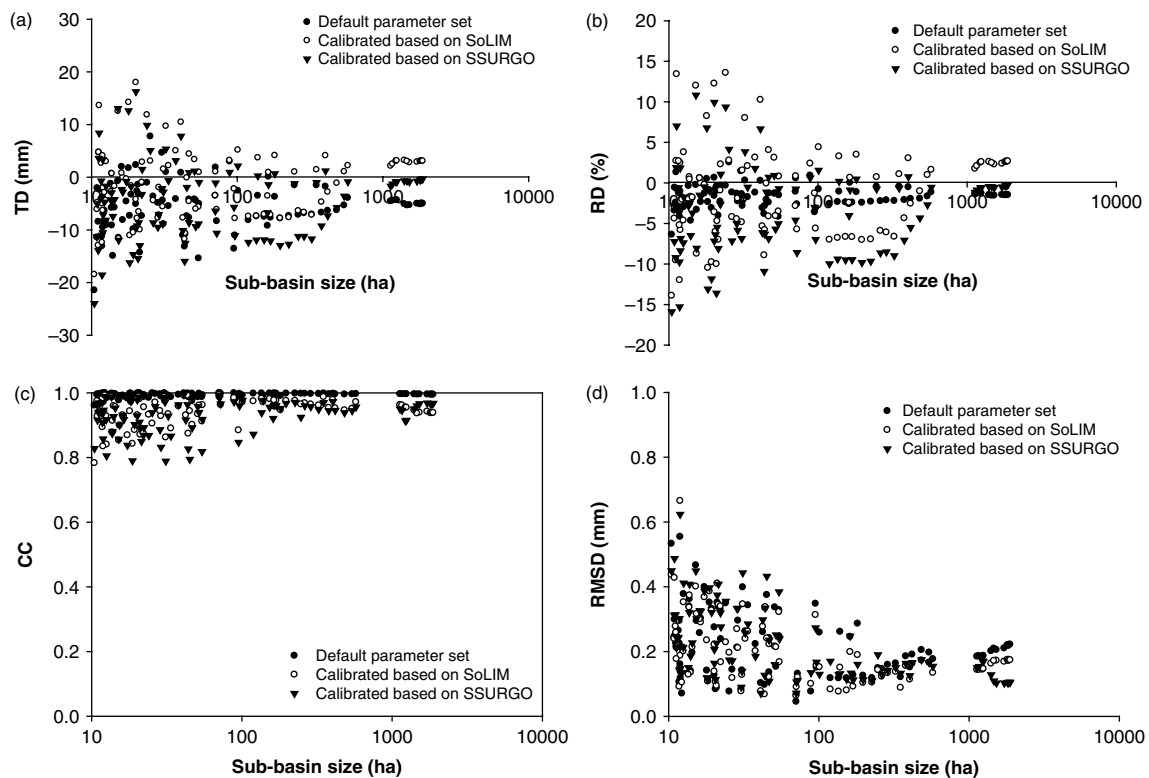 (a)
Default parameter set
Calibrated based on SoLIM
Calibrated based on SSURGO
30
20
10
0
–10
–20
–30
TD (mm)
10
100
1000
10000
Sub-basin size (ha)
(b)
Default parameter set
Calibrated based on SoLIM
Calibrated based on SSURGO
20
15
10
5
0
–5
–10
–15
–20
RD (%)
10
100
1000
10000
Sub-basin size (ha)
(c)
1.0
0.8
0.6
0.4
0.2
0.0
CC
Default parameter set
Calibrated based on SoLIM
Calibrated based on SSURGO
10
100
1000
10000
Sub-basin size (ha)
(d)
Default parameter set
Calibrated based on SoLIM
Calibrated based on SSURGO
1.0
0.8
0.6
0.4
0.2
0.0
RMSD (mm)
10
100
1000
10000
Sub-basin size (ha)